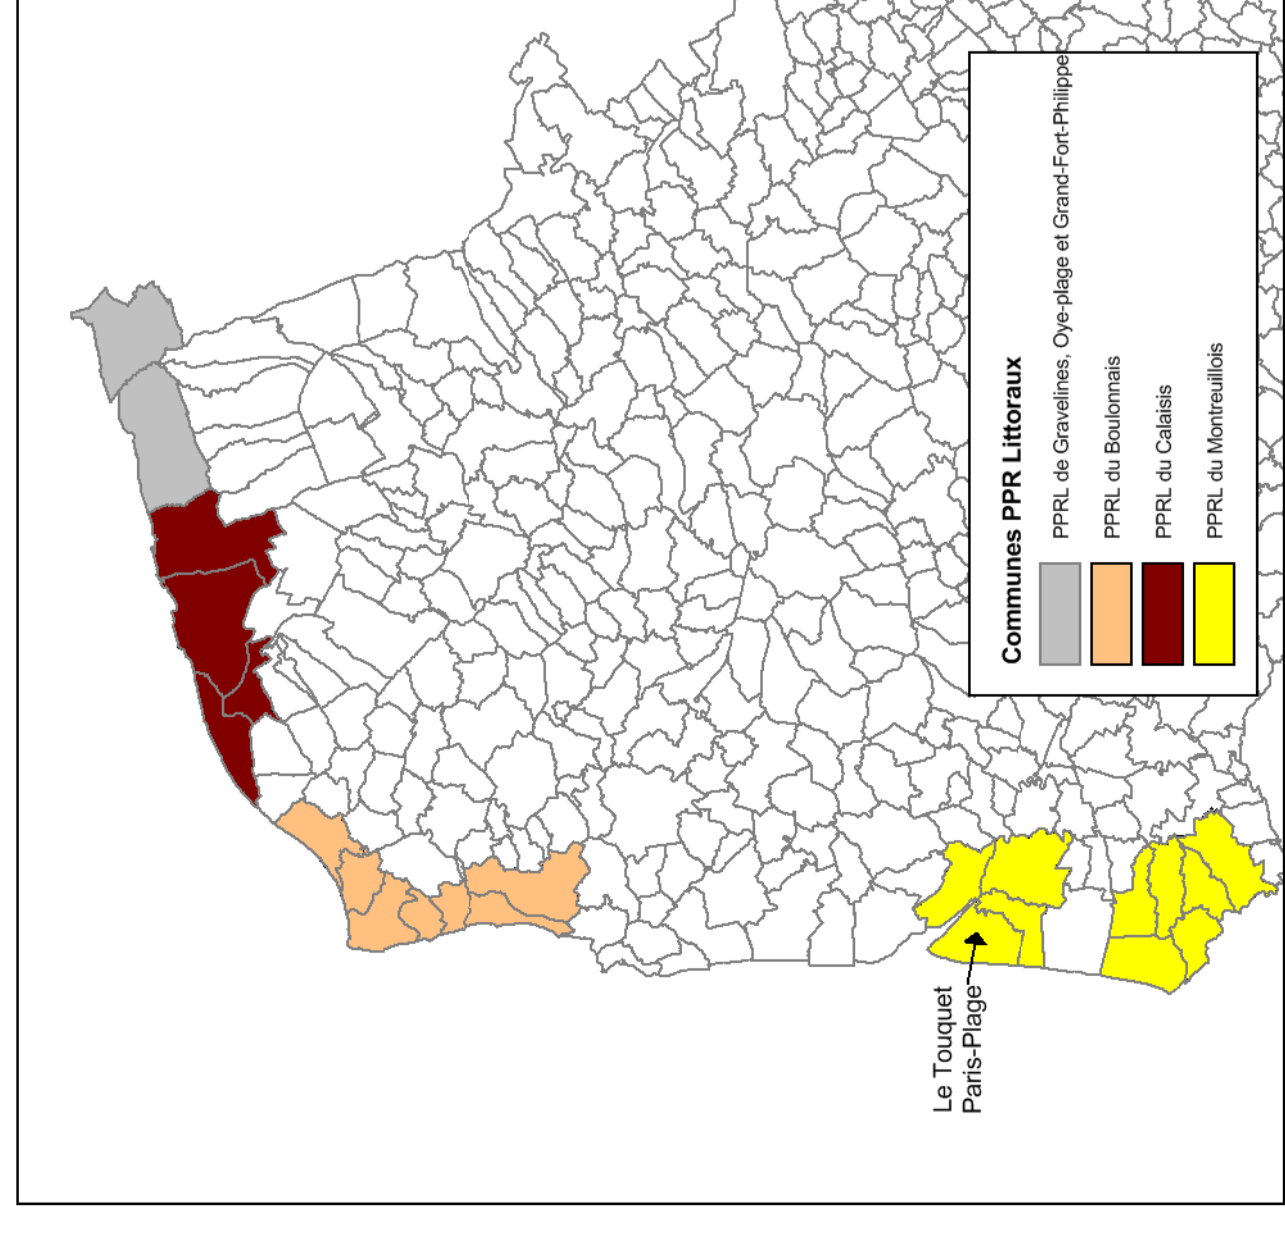 Le Touquet
Paris-Plage
Communes PPR Littoraux
PPRL de Gravelines, Oye-plage et Grand-Fort-Philippe
PPRL du Boulonnais
PPRL du Calaisis
PPRL du Montreuillois